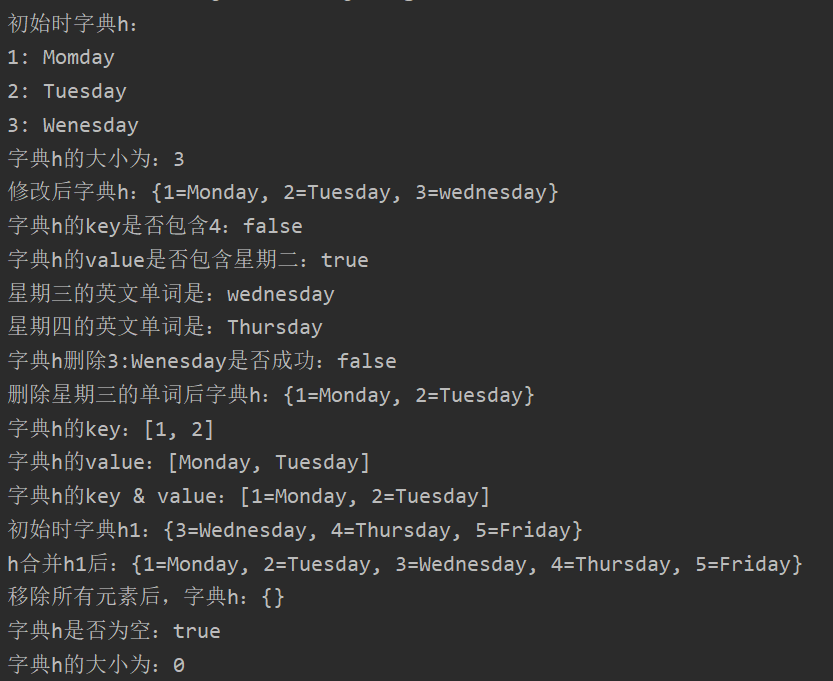 初始时字典h:
1: Momday
2: Tuesday
3: Wenesday
字典h的大小为：3
修改后字典h：{1=Monday, 2=Tuesday, 3=wednesday}
字典h的key是否包含4：false
字典h的value是否包含星期二：true
星期三的英文单词是：wednesday
星期四的英文单词是：Thursday
字典h删除3:Wenesday是否成功：false
删除星期三的单词后字典h：{1=Monday, 2=Tuesday}
字典h的key：[1, 2]
字典h的value：[Monday, Tuesday]
字典h的key & value：[1=Monday, 2=Tuesday]
初始时字典h1：{3=Wednesday, 4=Thursday, 5=Friday}
h合并h1后：{1=Monday, 2=Tuesday, 3=Wednesday, 4=Thursday, 5=Friday}
移除所有元素后，字典h：{}
字典h是否为空：true
字典h的大小为：0